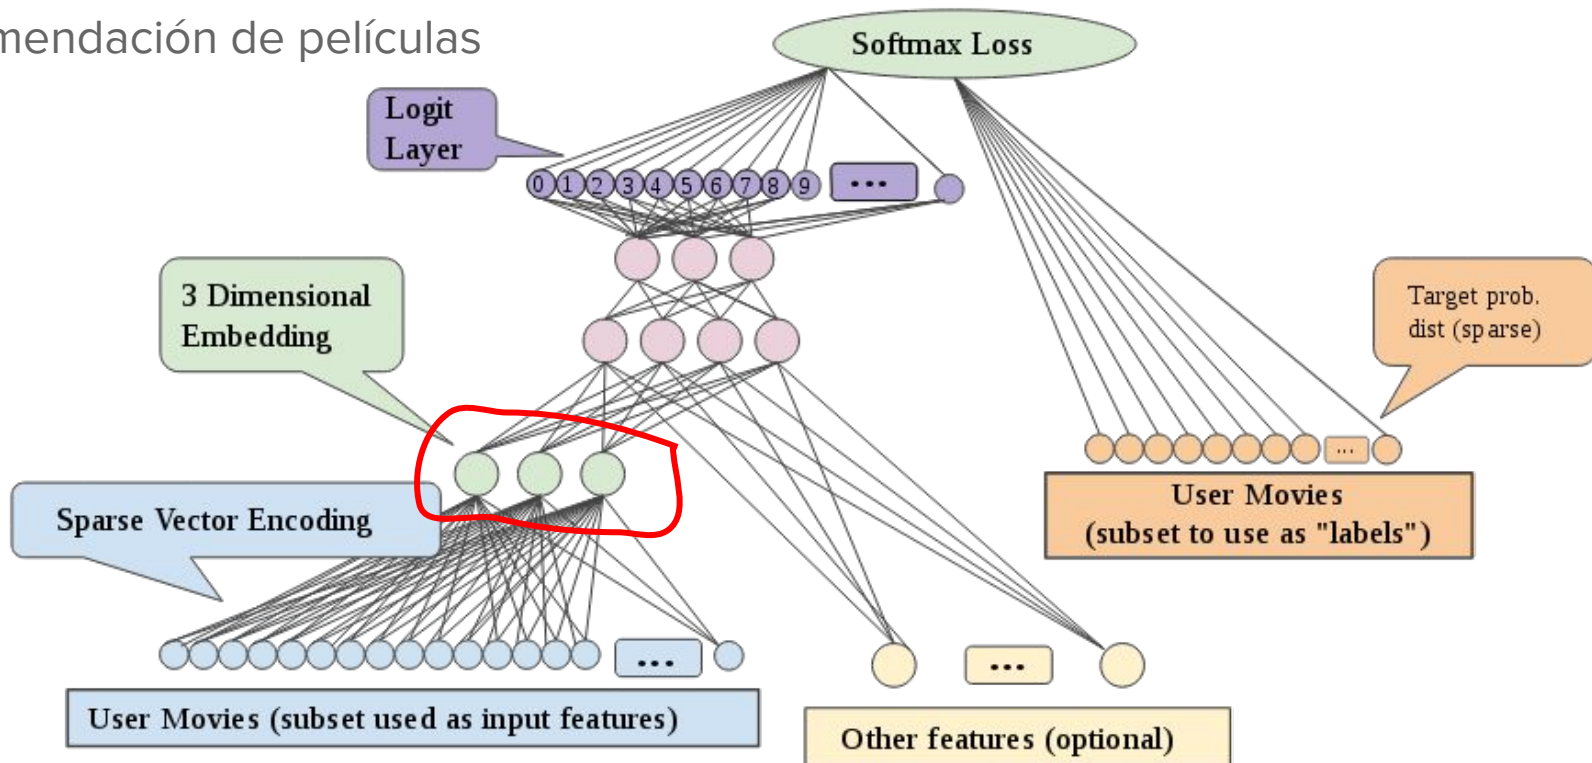 mendación de películas
Softmax Loss
Logit
Layer
0 1 2 3 4 5 6 7 8 9 ...
3 Dimensional
Embedding
Target prob.
dist (sparse)
...
User Movies
(subset to use as "labels")
Sparse Vector Encoding
...
...
User Movies (subset used as input features)
Other features (optional)